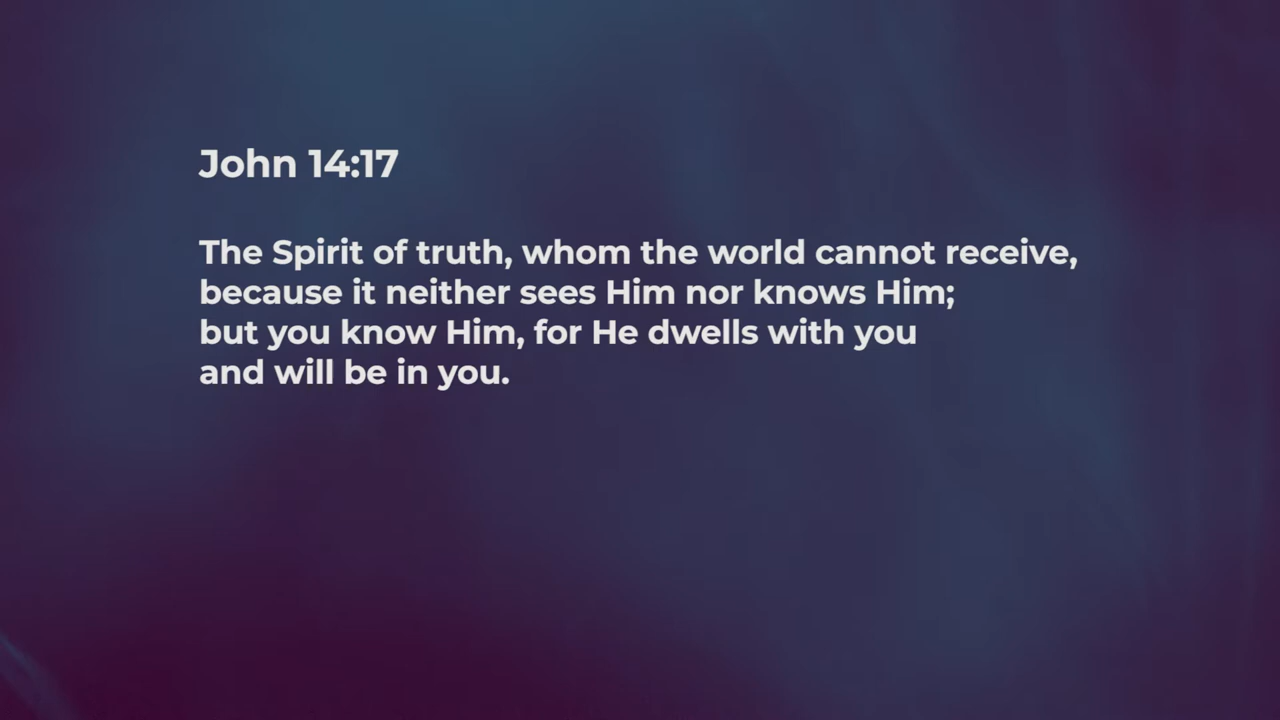 John 14:17
The Spirit of truth, whom the world cannot receive,
because it neither sees Him nor knows Him;
but you know Him, for He dwells with you
and will be in you.